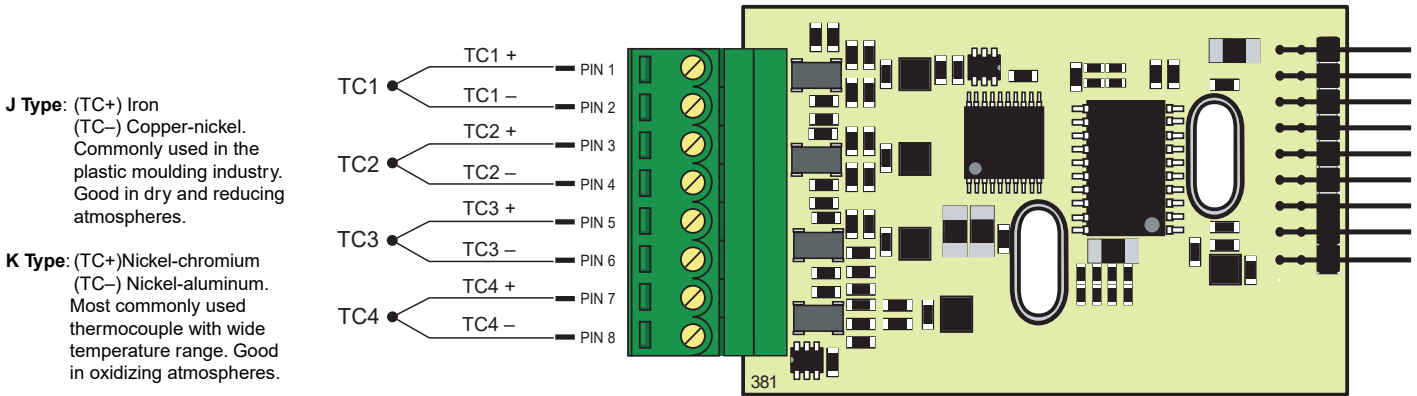 J Type: (TC+) Iron
(TC–) Copper-nickel.
Commonly used in the
plastic moulding industry.
Good in dry and reducing
atmospheres.
K Type: (TC+)Nickel-chromium
(TC–) Nickel-aluminum.
Most commonly used
thermocouple with wide
temperature range. Good
in oxidizing atmospheres.
TC1
TC1 +
PIN 1
TC1 –
PIN 2
TC2
TC2 +
PIN 3
TC2 –
PIN 4
TC3
TC3 +
PIN 5
TC3 –
PIN 6
TC4
TC4 +
PIN 7
TC4 –
PIN 8
381